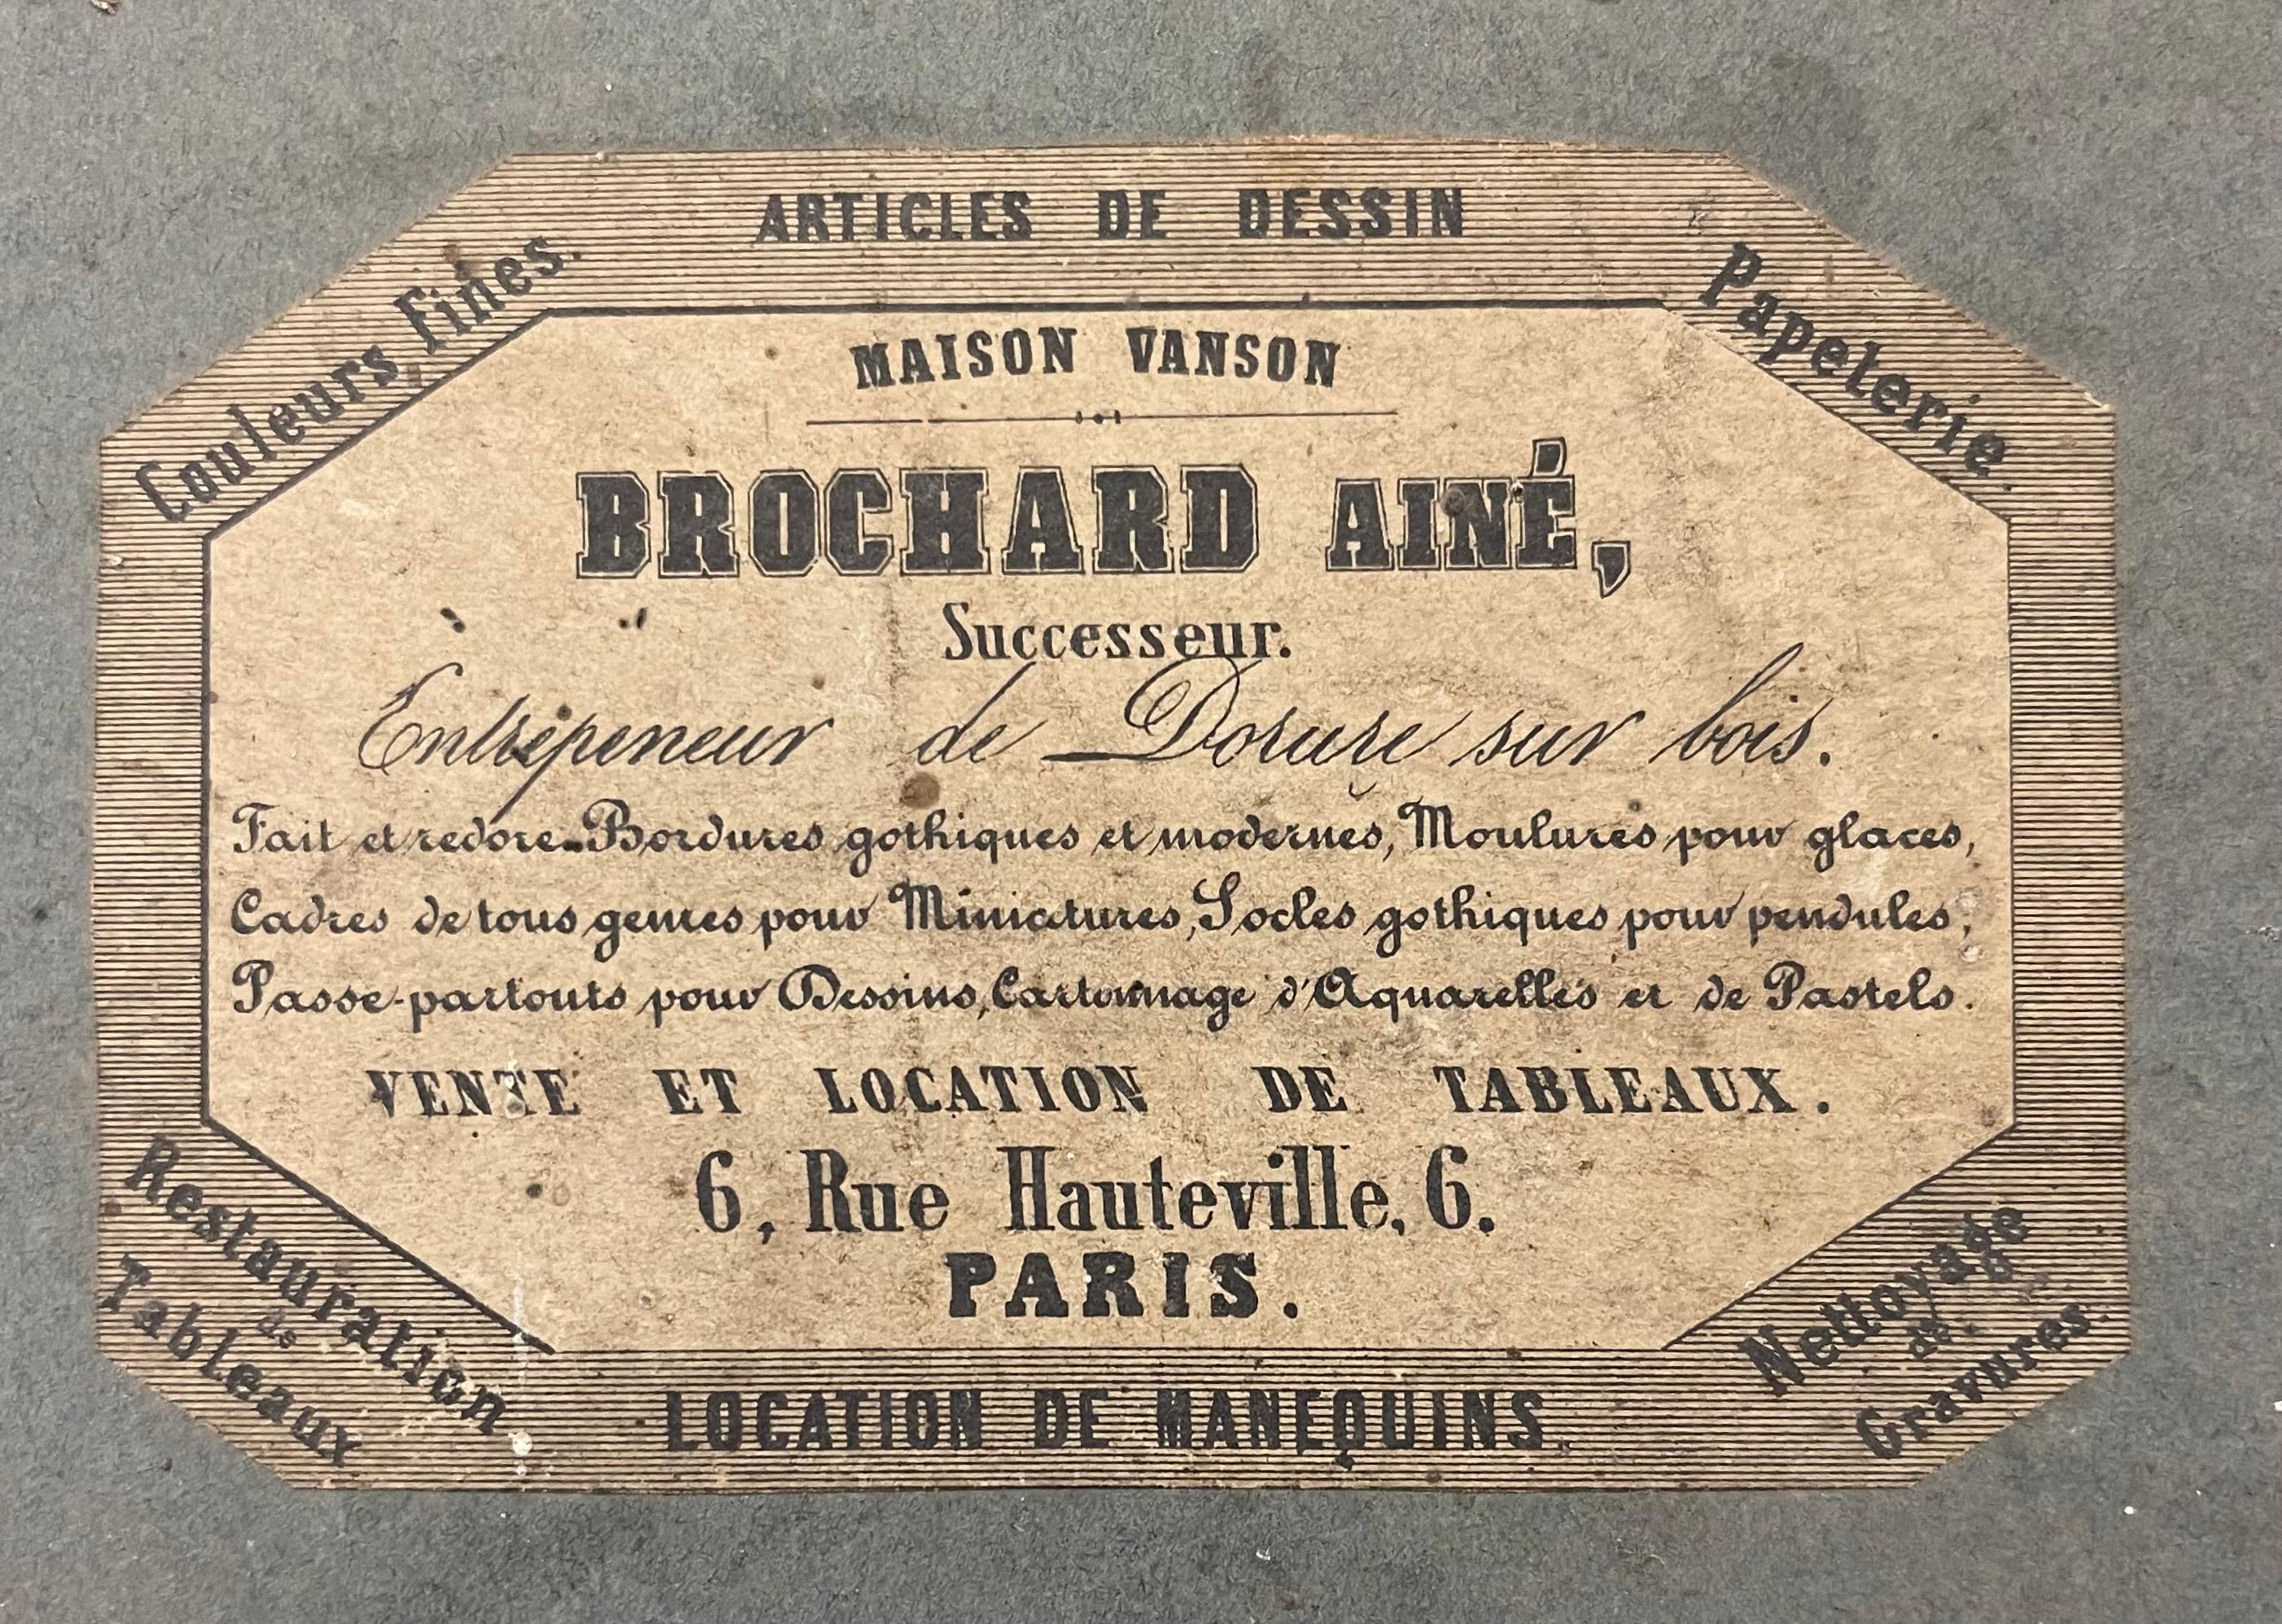 ARTICLES DE DESSIN
Couleurs Fines.
Papeterie.
MAISON VANSON
BROCHARD AINÉ,
Successeur.
Entrepeneur de Dorure sur bois.
Fait et redore Bordures gothiques et modernes, Moulures pour glaces,
Cadres de tous genres pour Miniatures, Socles gothiques pour pendules,
Passe-partouts pour Dessins, Cartonnage d'Aquarelles et de Pastels.
VENTE ET LOCATION DE TABLEAUX.
6, Rue Hauteville, 6.
PARIS.
Restauration
de
Tableaux
Nettoyage
de
Gravures.
LOCATION DE MANEQUINS.